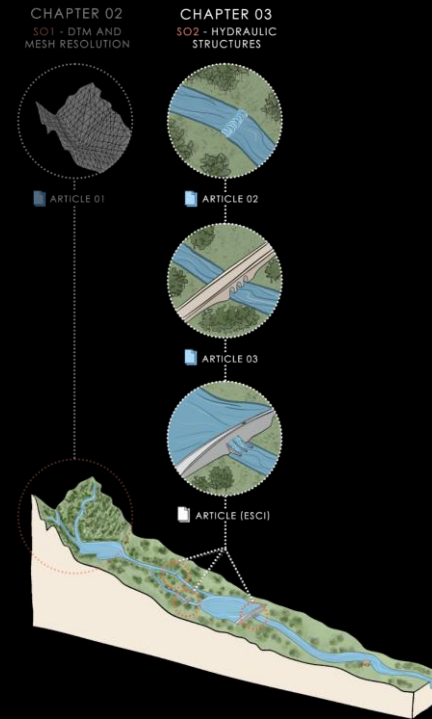 CHAPTER 02
SO1 - DTM AND
MESH RESOLUTION
ARTICLE 01
CHAPTER 03
SO2 - HYDRAULIC
STRUCTURES
ARTICLE 02
ARTICLE 03
ARTICLE (ESCI)